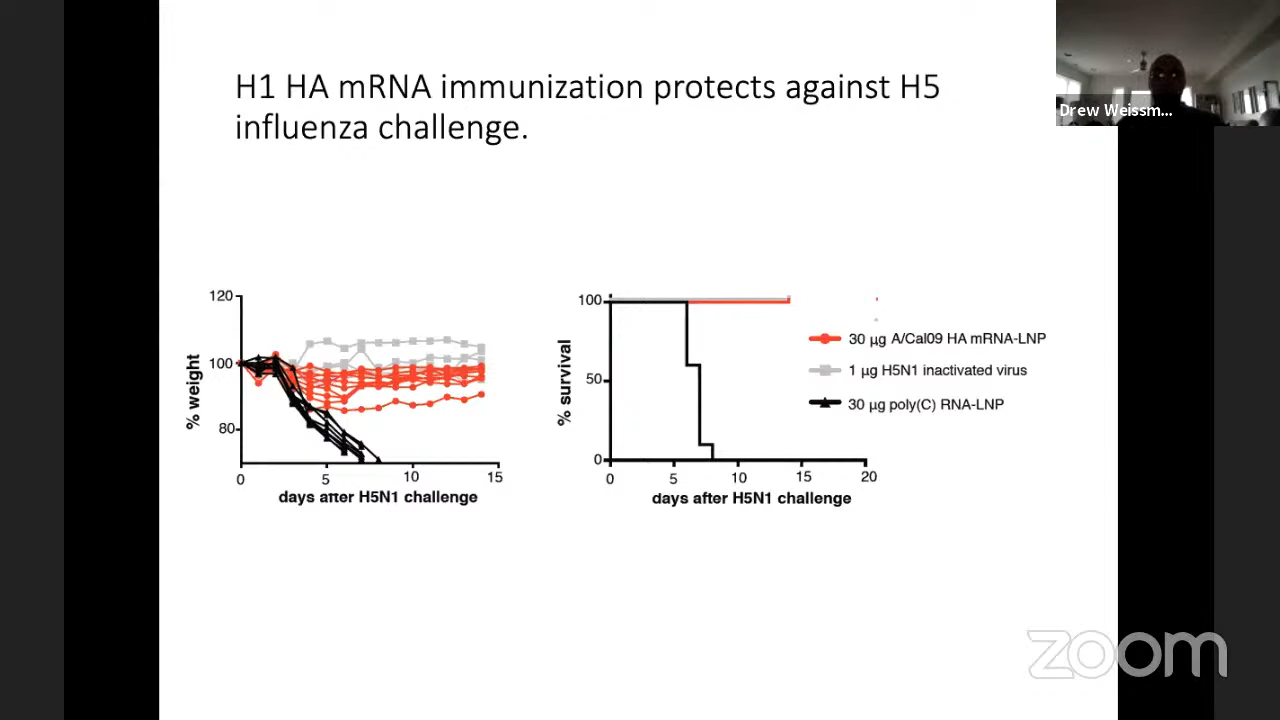 H1 HA mRNA immunization protects against H5
influenza challenge.
Drew Weissm...
120
100
80
% weight
0 5 10 15
days after H5N1 challenge
100
50
0
% survival
0 5 10 15 20
days after H5N1 challenge
30 µg A/Cal09 HA mRNA-LNP
1 µg H5N1 inactivated virus
30 µg poly(C) RNA-LNP
zoom